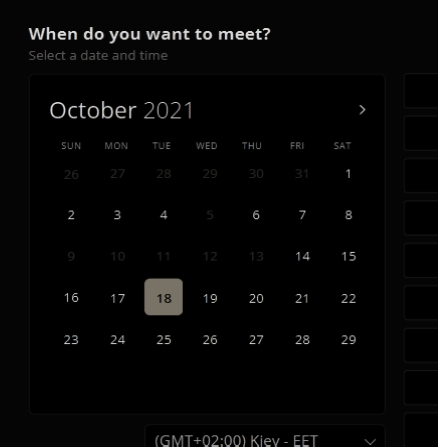 When do you want to meet?
Select a date and time
October 2021
SUN MON TUE WED THU FRI SAT
26 27 28 29 30 31 1
2 3 4 5 6 7 8
9 10 11 12 13 14 15
16 17 18 19 20 21 22
23 24 25 26 27 28 29
(GMT+02:00) Kiev - EET